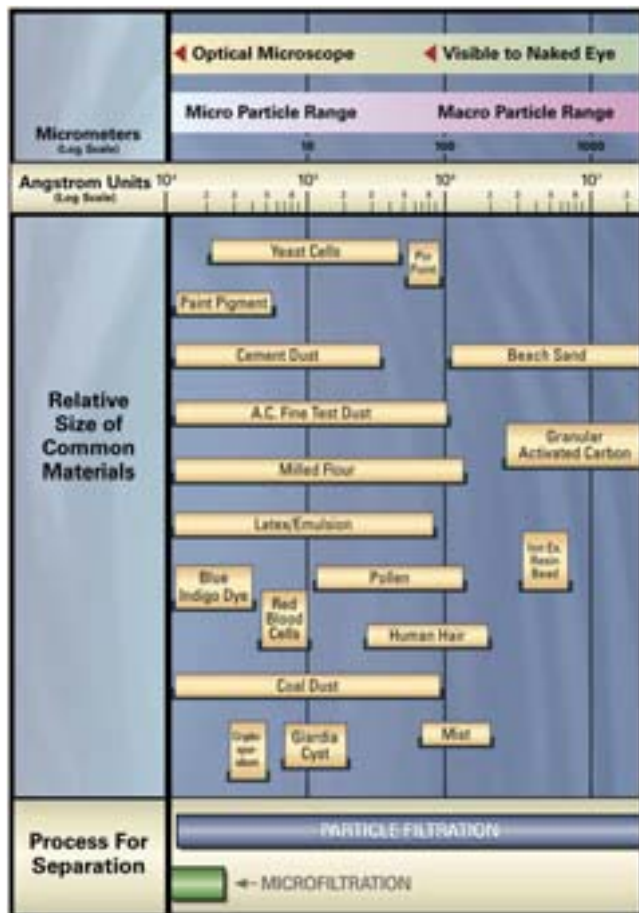 Optical Microscope
Visible to Naked Eye
Micro Particle Range
Macro Particle Range
Micrometers
(Log Scale)
10
100
1000
Angstrom Units
(Log Scale)
Yeast Cells
Pin
Point
Paint Pigment
Cement Dust
Beach Sand
Relative
Size of
Common
Materials
A.C. Fine Test Dust
Granular
Activated Carbon
Milled Flour
Latex/Emulsion
Ion Ex.
Resin
Bead
Blue
Indigo Dye
Pollen
Red
Blood
Cells
Human Hair
Coal Dust
Crypto-
spor-
idium
Giardia
Cyst
Mist
Process For
Separation
PARTICLE FILTRATION
MICROFILTRATION